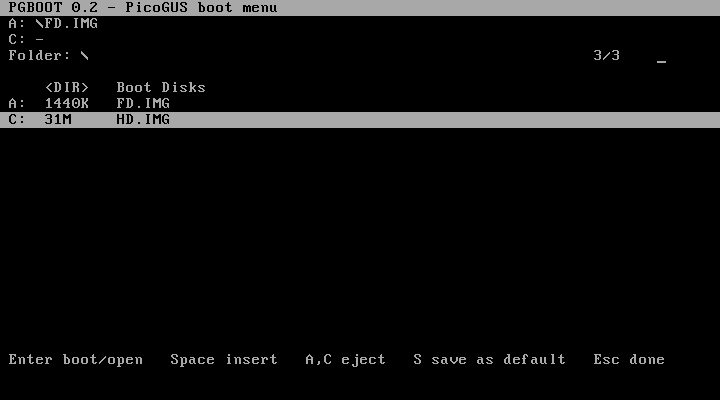 PGBOOT 0.2 - PicoGUS boot menu
A: \FD.IMG
C: -
Folder: \ 3/3 _
<DIR> Boot Disks
A: 1440K FD.IMG
C: 31M HD.IMG
Enter boot/open Space insert A,C eject S save as default Esc done